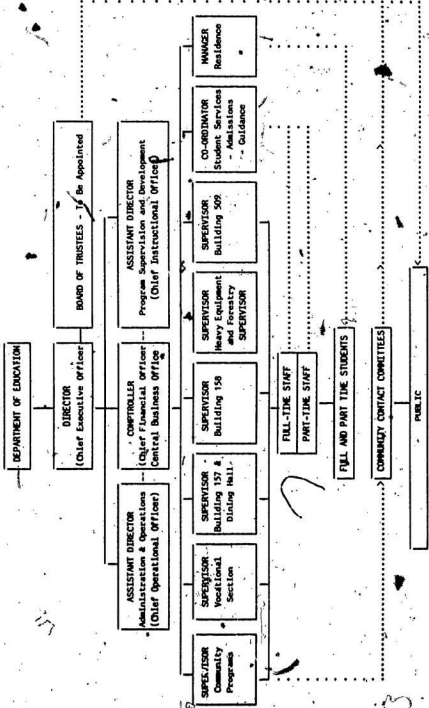 DEPARTMENT OF EDUCATION
DIRECTOR
(Chief Executive Officer)
BOARD OF TRUSTEES - To Be Appointed
ASSISTANT DIRECTOR
Administration & Operations
(Chief Operational Officer)
COMPTROLLER
(Chief Financial Officer)
Central Business Office
ASSISTANT DIRECTOR
Program Supervision and Development
(Chief Instructional Officer)
SUPERVISOR
Community
Programs
SUPERVISOR
Vocational
Section
SUPERVISOR
Building 157 &
Dining Hall
SUPERVISOR
Building 158
SUPERVISOR
Heavy Equipment
and Forestry
SUPERVISOR
SUPERVISOR
Building 509
CO-ORDINATOR
Student Services
- Admissions
- Guidance
MANAGER
Residence
FULL-TIME STAFF
PART-TIME STAFF
FULL AND PART TIME STUDENTS
COMMUNITY CONTACT COMMITTEES
PUBLIC